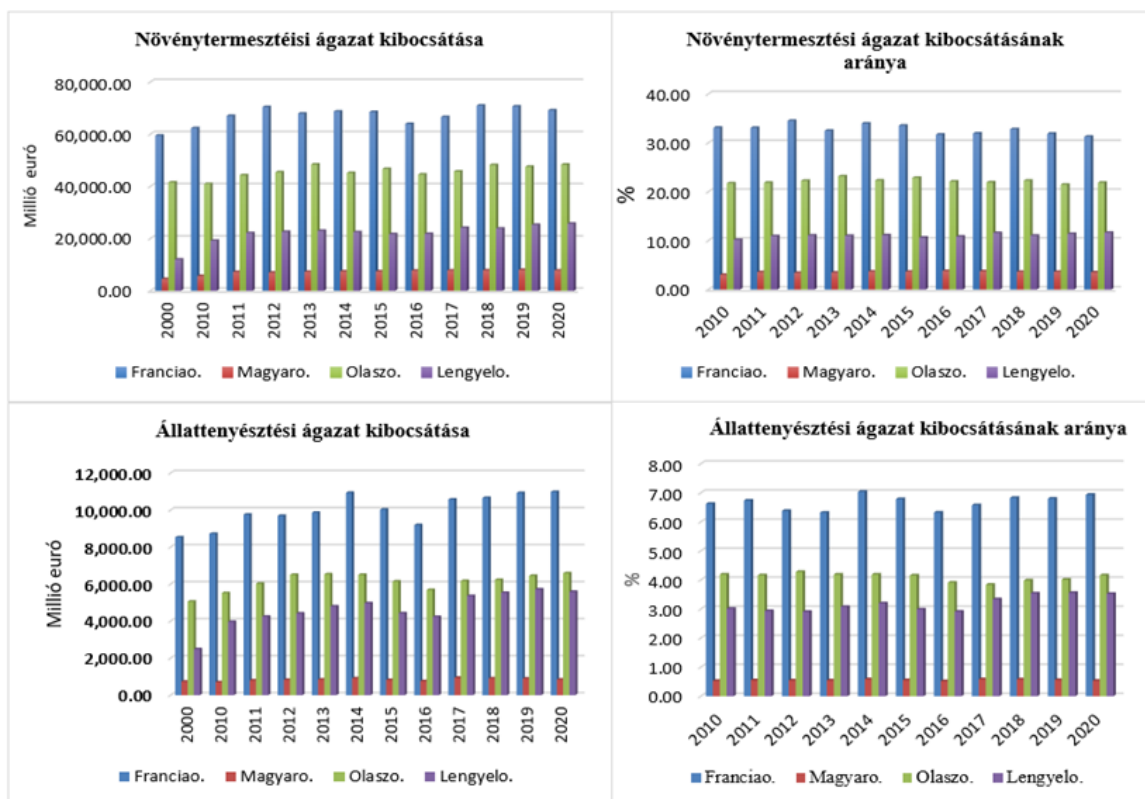 Növénytermesztéisi ágazat kibocsátása
80,000.00
60,000.00
40,000.00
20,000.00
0.00
Millió euró
2000 2010 2011 2012 2013 2014 2015 2016 2017 2018 2019 2020
Franciao. Magyaro. Olaszo. Lengyelo.
Növénytermesztési ágazat kibocsátásának
aránya
40.00
30.00
20.00
10.00
0.00
%
2010 2011 2012 2013 2014 2015 2016 2017 2018 2019 2020
Franciao. Magyaro. Olaszo. Lengyelo.
Állattenyésztési ágazat kibocsátása
12,000.00
10,000.00
8,000.00
6,000.00
4,000.00
2,000.00
0.00
Millió euró
2000 2010 2011 2012 2013 2014 2015 2016 2017 2018 2019 2020
Franciao. Magyaro. Olaszo. Lengyelo.
Állattenyésztési ágazat kibocsátásának aránya
8.00
7.00
6.00
5.00
4.00
3.00
2.00
1.00
0.00
%
2010 2011 2012 2013 2014 2015 2016 2017 2018 2019 2020
Franciao. Magyaro. Olaszo. Lengyelo.